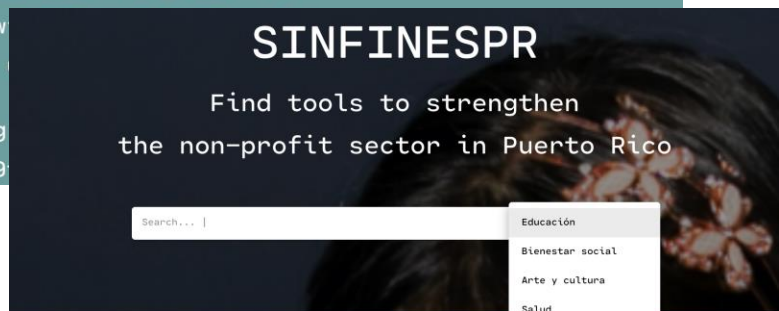 SINFINESPR
Find tools to strengthen
the non-profit sector in Puerto Rico
Search... |
Educación
Bienestar social
Arte y cultura
Salud